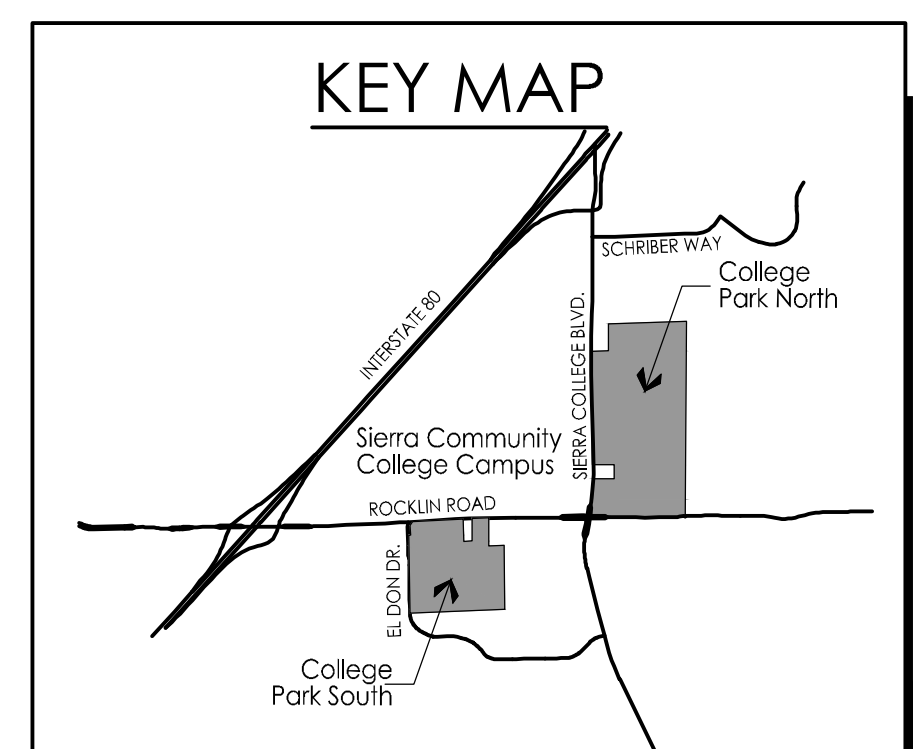 KEY MAP
SCHRIBER WAY
College
Park North
INTERSTATE 80
SIERRA COLLEGE BLVD.
Sierra Community
College Campus
ROCKLIN ROAD
EL DON DR.
College
Park South